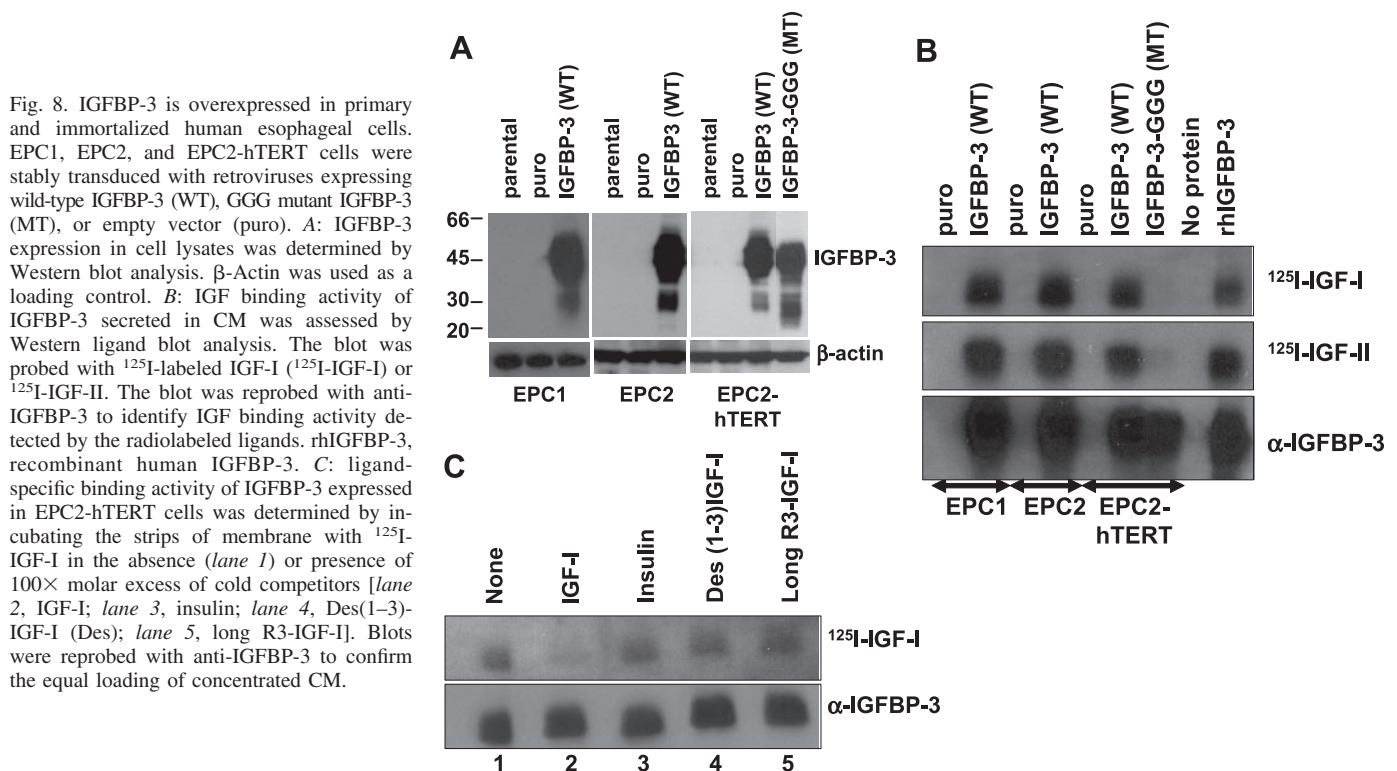 Fig. 8. IGFBP-3 is overexpressed in primary
and immortalized human esophageal cells.
EPC1, EPC2, and EPC2-hTERT cells were
stably transduced with retroviruses expressing
wild-type IGFBP-3 (WT), GGG mutant IGFBP-3
(MT), or empty vector (puro). A: IGFBP-3
expression in cell lysates was determined by
Western blot analysis. β-Actin was used as a
loading control. B: IGF binding activity of
IGFBP-3 secreted in CM was assessed by
Western ligand blot analysis. The blot was
probed with ¹²⁵I-labeled IGF-I (¹²⁵I-IGF-I) or
¹²⁵I-IGF-II. The blot was reprobed with anti-
IGFBP-3 to identify IGF binding activity de-
tected by the radiolabeled ligands. rhIGFBP-3,
recombinant human IGFBP-3. C: ligand-
specific binding activity of IGFBP-3 expressed
in EPC2-hTERT cells was determined by in-
cubating the strips of membrane with ¹²⁵I-
IGF-I in the absence (lane 1) or presence of
100× molar excess of cold competitors [lane
2, IGF-I; lane 3, insulin; lane 4, Des(1–3)-
IGF-I (Des); lane 5, long R3-IGF-I]. Blots
were reprobed with anti-IGFBP-3 to confirm
the equal loading of concentrated CM.
A
parental
puro
IGFBP-3 (WT)
parental
puro
IGFBP3 (WT)
parental
puro
IGFBP3 (WT)
IGFBP-3-GGG (MT)
66
45
30
20
IGFBP-3
β-actin
EPC1
EPC2
EPC2-
hTERT
B
puro
IGFBP-3 (WT)
puro
IGFBP-3 (WT)
puro
IGFBP-3 (WT)
IGFBP-3-GGG (MT)
No protein
rhIGFBP-3
¹²⁵I-IGF-I
¹²⁵I-IGF-II
α-IGFBP-3
EPC1
EPC2
EPC2-
hTERT
C
None
IGF-I
Insulin
Des (1-3)IGF-I
Long R3-IGF-I
¹²⁵I-IGF-I
α-IGFBP-3
1 2 3 4 5